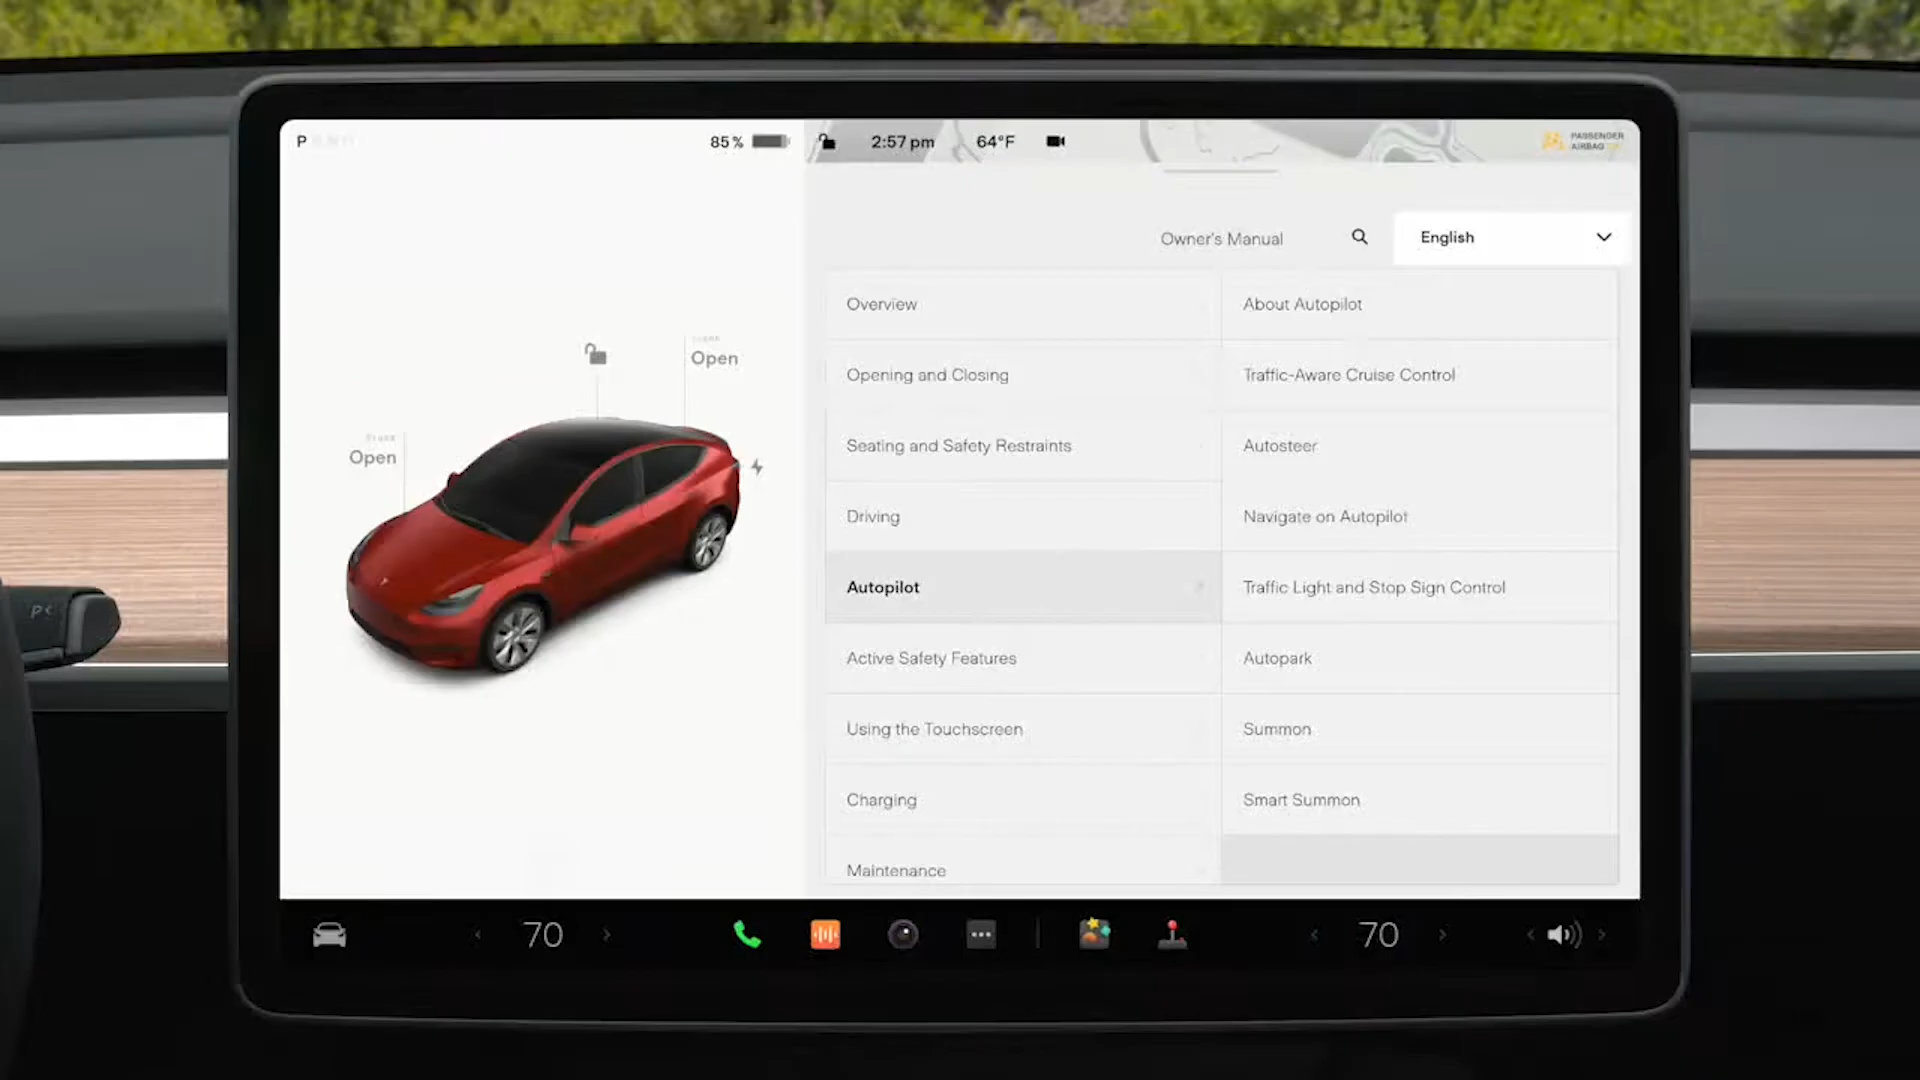 P
85 %
2:57 pm
64°F
PASSENGER
AIRBAG
Owner's Manual
English
Open
Open
Overview
Opening and Closing
Seating and Safety Restraints
Driving
Autopilot
Active Safety Features
Using the Touchscreen
Charging
Maintenance
About Autopilot
Traffic-Aware Cruise Control
Autosteer
Navigate on Autopilot
Traffic Light and Stop Sign Control
Autopark
Summon
Smart Summon
P
70
70